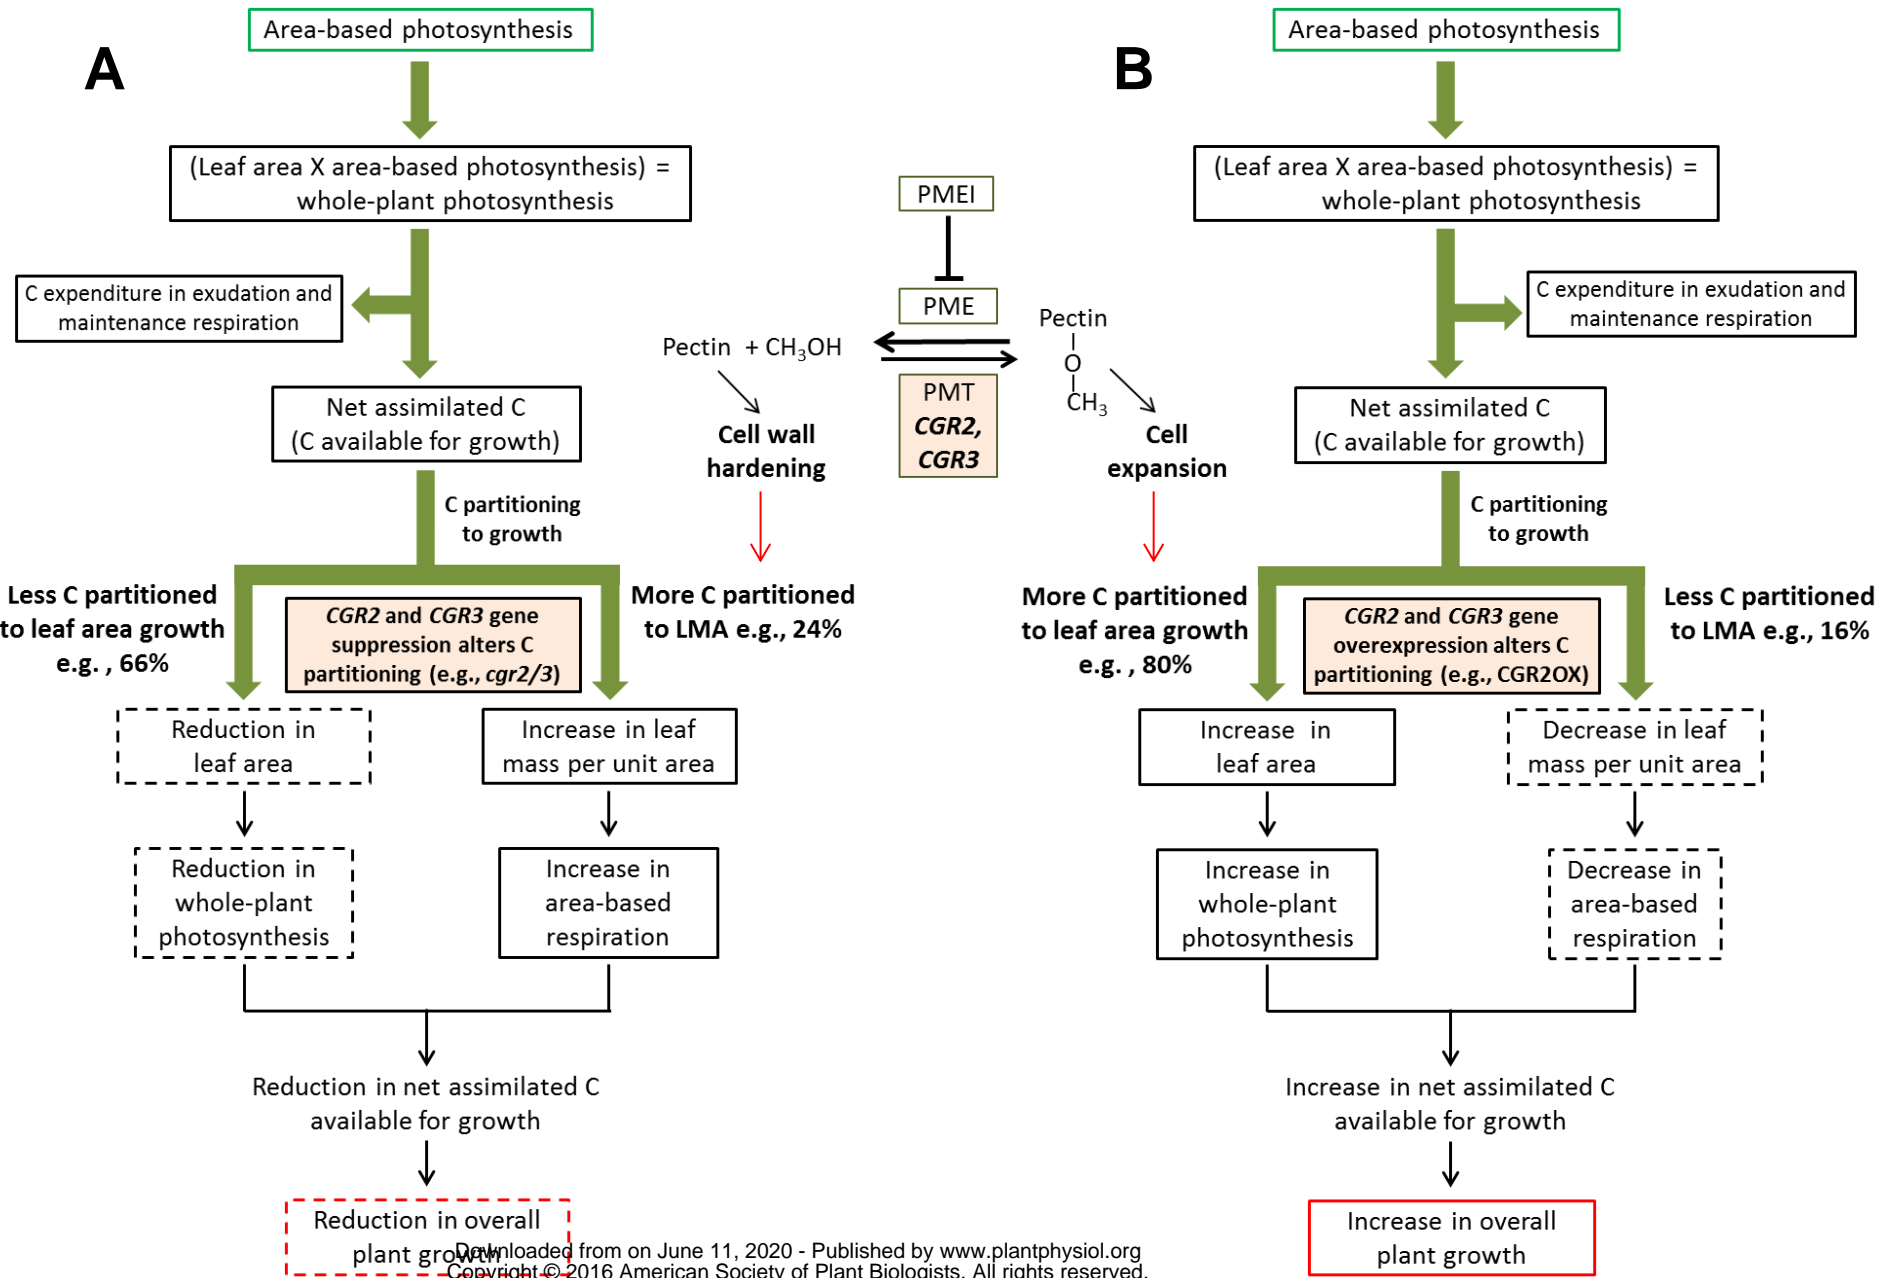 A
Area-based photosynthesis
(Leaf area X area-based photosynthesis) =
whole-plant photosynthesis
C expenditure in exudation and
maintenance respiration
Net assimilated C
(C available for growth)
C partitioning
to growth
Less C partitioned
to leaf area growth
e.g. , 66%
CGR2 and CGR3 gene
suppression alters C
partitioning (e.g., cgr2/3)
More C partitioned
to LMA e.g., 24%
Reduction in
leaf area
Increase in leaf
mass per unit area
Reduction in
whole-plant
photosynthesis
Increase in
area-based
respiration
Reduction in net assimilated C
available for growth
Reduction in overall
plant growth
PMEI
PME
Pectin + CH3OH
PMT
CGR2,
CGR3
Pectin
O
CH3
Cell wall
hardening
Cell
expansion
B
Area-based photosynthesis
(Leaf area X area-based photosynthesis) =
whole-plant photosynthesis
C expenditure in exudation and
maintenance respiration
Net assimilated C
(C available for growth)
C partitioning
to growth
More C partitioned
to leaf area growth
e.g. , 80%
CGR2 and CGR3 gene
overexpression alters C
partitioning (e.g., CGR2OX)
Less C partitioned
to LMA e.g., 16%
Increase in
leaf area
Decrease in leaf
mass per unit area
Increase in
whole-plant
photosynthesis
Decrease in
area-based
respiration
Increase in net assimilated C
available for growth
Increase in overall
plant growth
Downloaded from on June 11, 2020 - Published by www.plantphysiol.org
Copyright © 2016 American Society of Plant Biologists. All rights reserved.